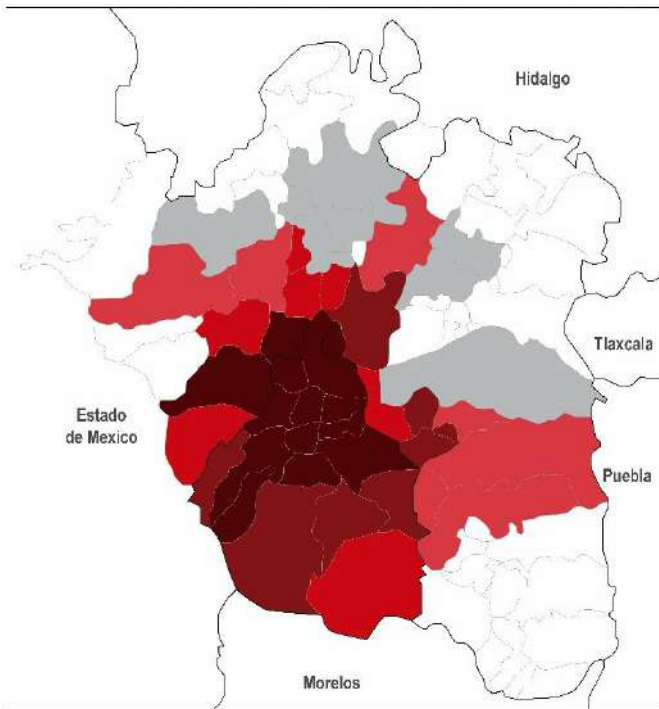 Hidalgo
Tlaxcala
Estado
de Mexico
Puebla
Morelos